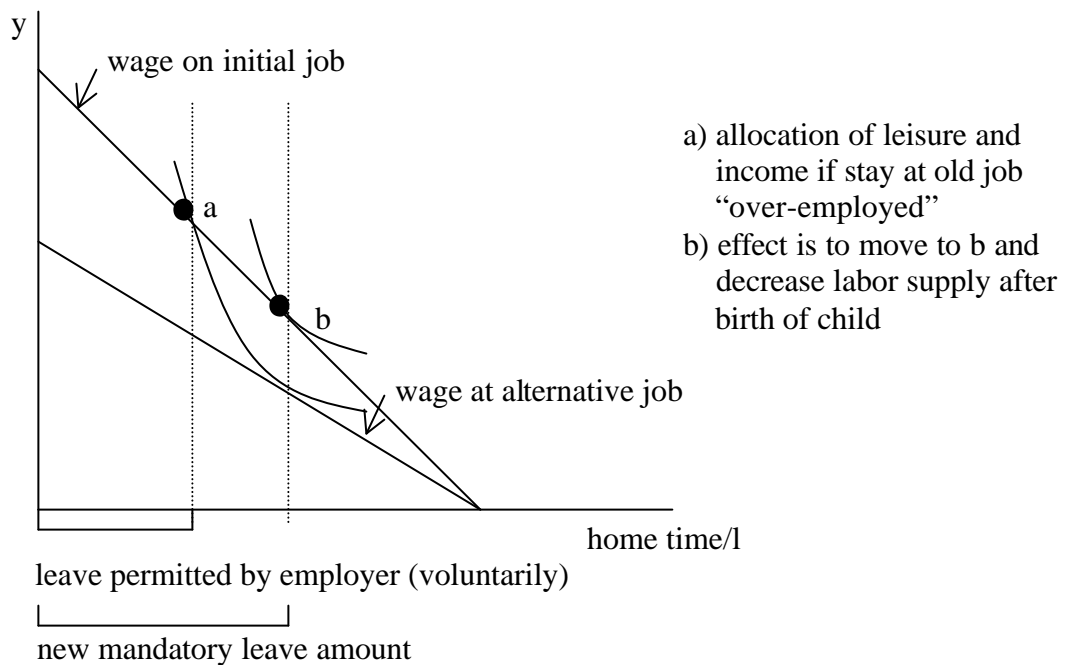 y
wage on initial job
a
b
wage at alternative job
home time/l
leave permitted by employer (voluntarily)
new mandatory leave amount
a) allocation of leisure and
income if stay at old job
“over-employed”
b) effect is to move to b and
decrease labor supply after
birth of child